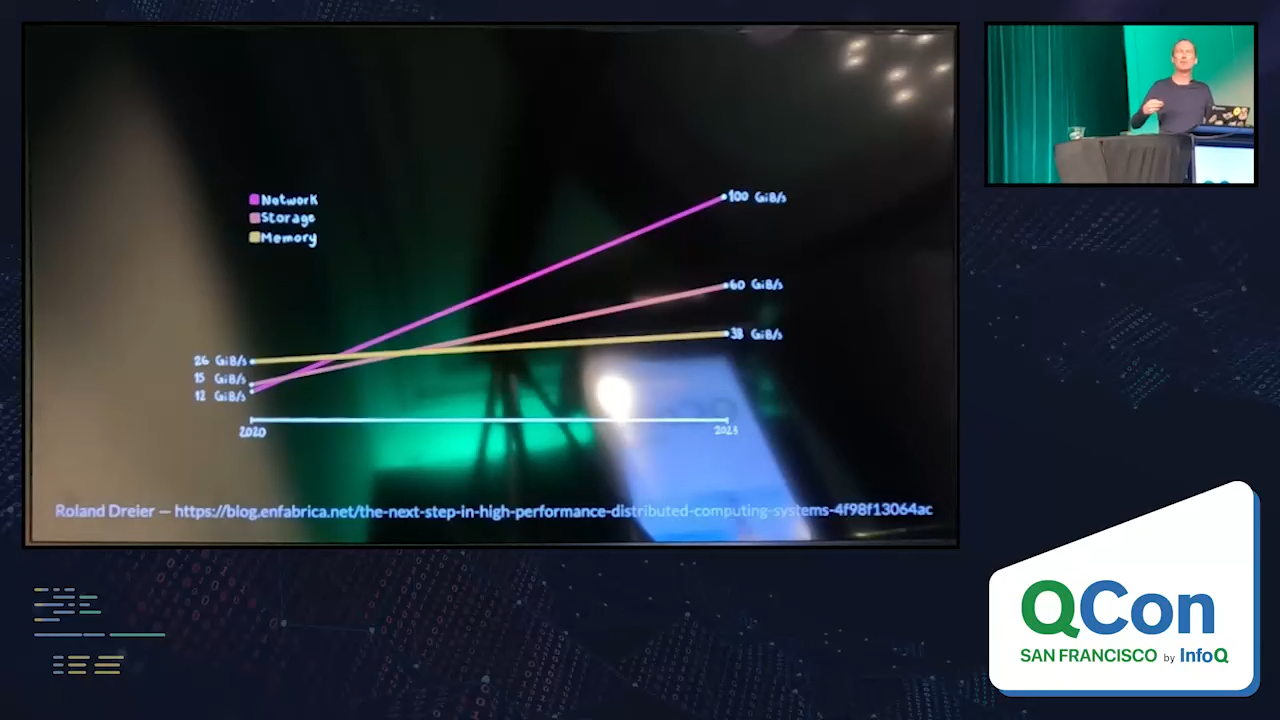 Network
Storage
Memory
100 GiB/s
60 GiB/s
38 GiB/s
26 GiB/s
15 GiB/s
12 GiB/s
2020
2023
Roland Dreier — https://blog.enfabrica.net/the-next-step-in-high-performance-distributed-computing-systems-4f98f13064ac
QCon
SAN FRANCISCO by InfoQ